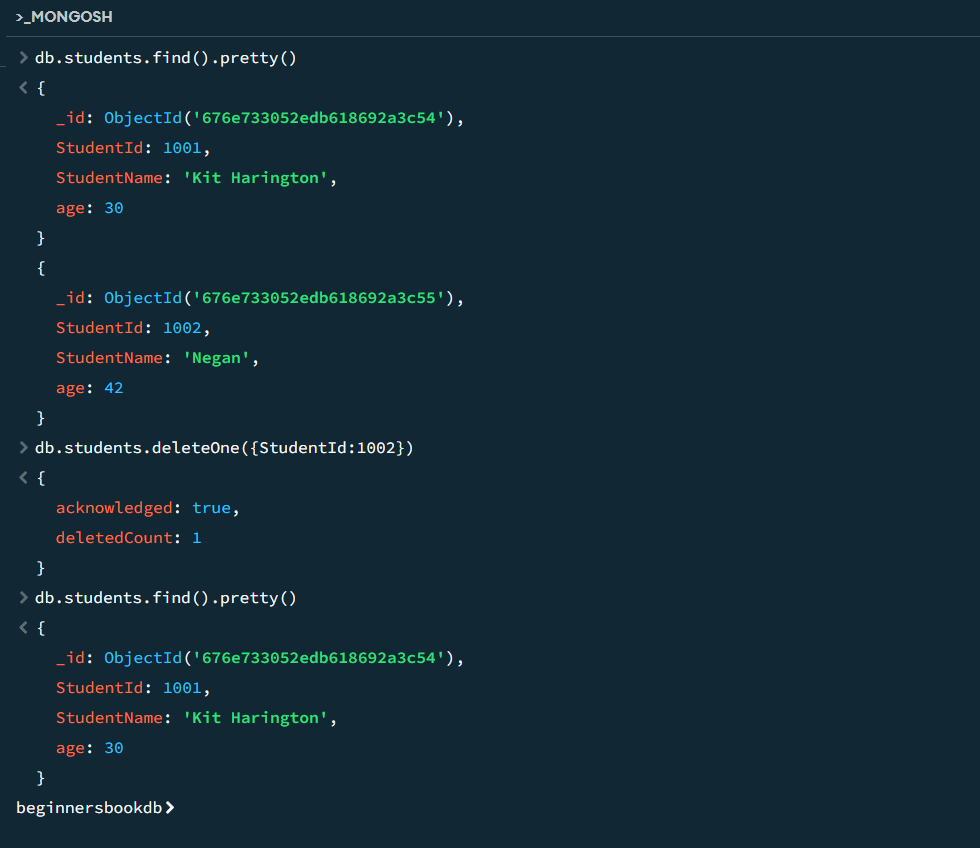 >_MONGOSH
> db.students.find().pretty()
< {
_id: ObjectId('676e733052edb618692a3c54'),
StudentId: 1001,
StudentName: 'Kit Harington',
age: 30
}
{
_id: ObjectId('676e733052edb618692a3c55'),
StudentId: 1002,
StudentName: 'Negan',
age: 42
}
> db.students.deleteOne({StudentId:1002})
< {
acknowledged: true,
deletedCount: 1
}
> db.students.find().pretty()
< {
_id: ObjectId('676e733052edb618692a3c54'),
StudentId: 1001,
StudentName: 'Kit Harington',
age: 30
}
beginnersbookdb>